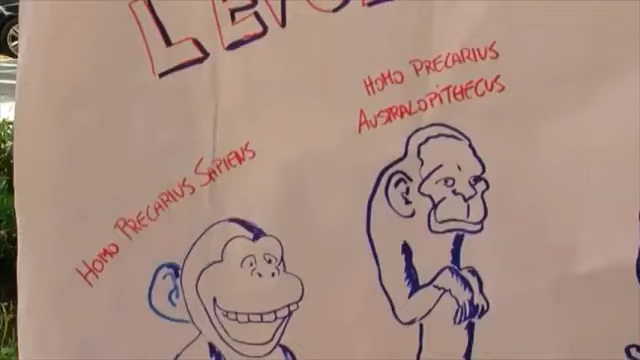 HOMO PRECARIUS
AUSTRALOPITHECUS
HOMO PRECARIUS SAPIENS